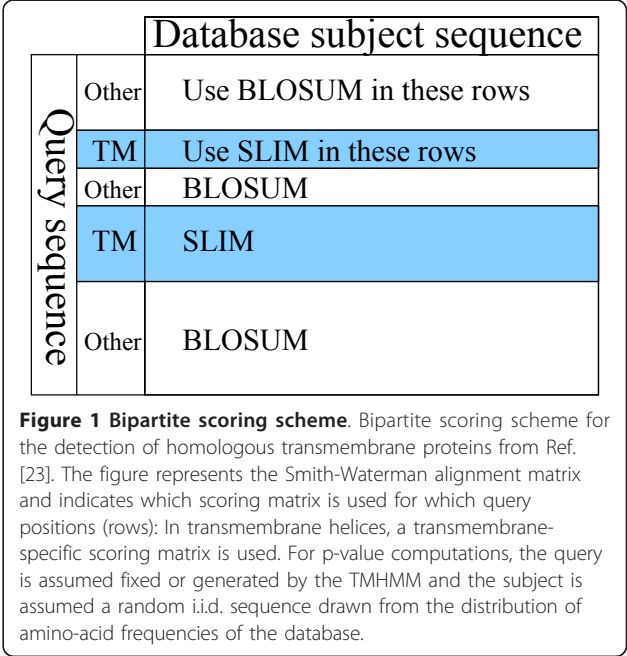 Database subject sequence
Query sequence
Other
Use BLOSUM in these rows
TM
Use SLIM in these rows
Other
BLOSUM
TM
SLIM
Other
BLOSUM
Figure 1 Bipartite scoring scheme. Bipartite scoring scheme for
the detection of homologous transmembrane proteins from Ref.
[23]. The figure represents the Smith-Waterman alignment matrix
and indicates which scoring matrix is used for which query
positions (rows): In transmembrane helices, a transmembrane-
specific scoring matrix is used. For p-value computations, the query
is assumed fixed or generated by the TMHMM and the subject is
assumed a random i.i.d. sequence drawn from the distribution of
amino-acid frequencies of the database.